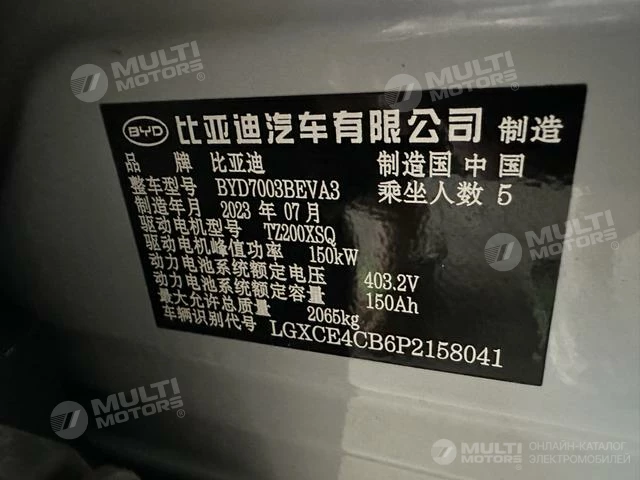 MULTI MOTORS
MULTI MOTORS
BYD 比亚迪汽车有限公司 制造
品牌 比亚迪 制造国 中国
整车型号 BYD7003BEVA3 乘坐人数 5
制造年月 2023 年 07 月
驱动电机型号 TZ200XSQ
驱动电机峰值功率 150kW
动力电池系统额定电压 403.2V
动力电池系统额定容量 150Ah
最大允许总质量 2065kg
车辆识别代号 LGXCE4CB6P2158041
MULTI MOTORS
MULTI MOTORS
MULTI MOTORS ОНЛАЙН-КАТАЛОГ
ЭЛЕКТРОМОБИЛЕЙ